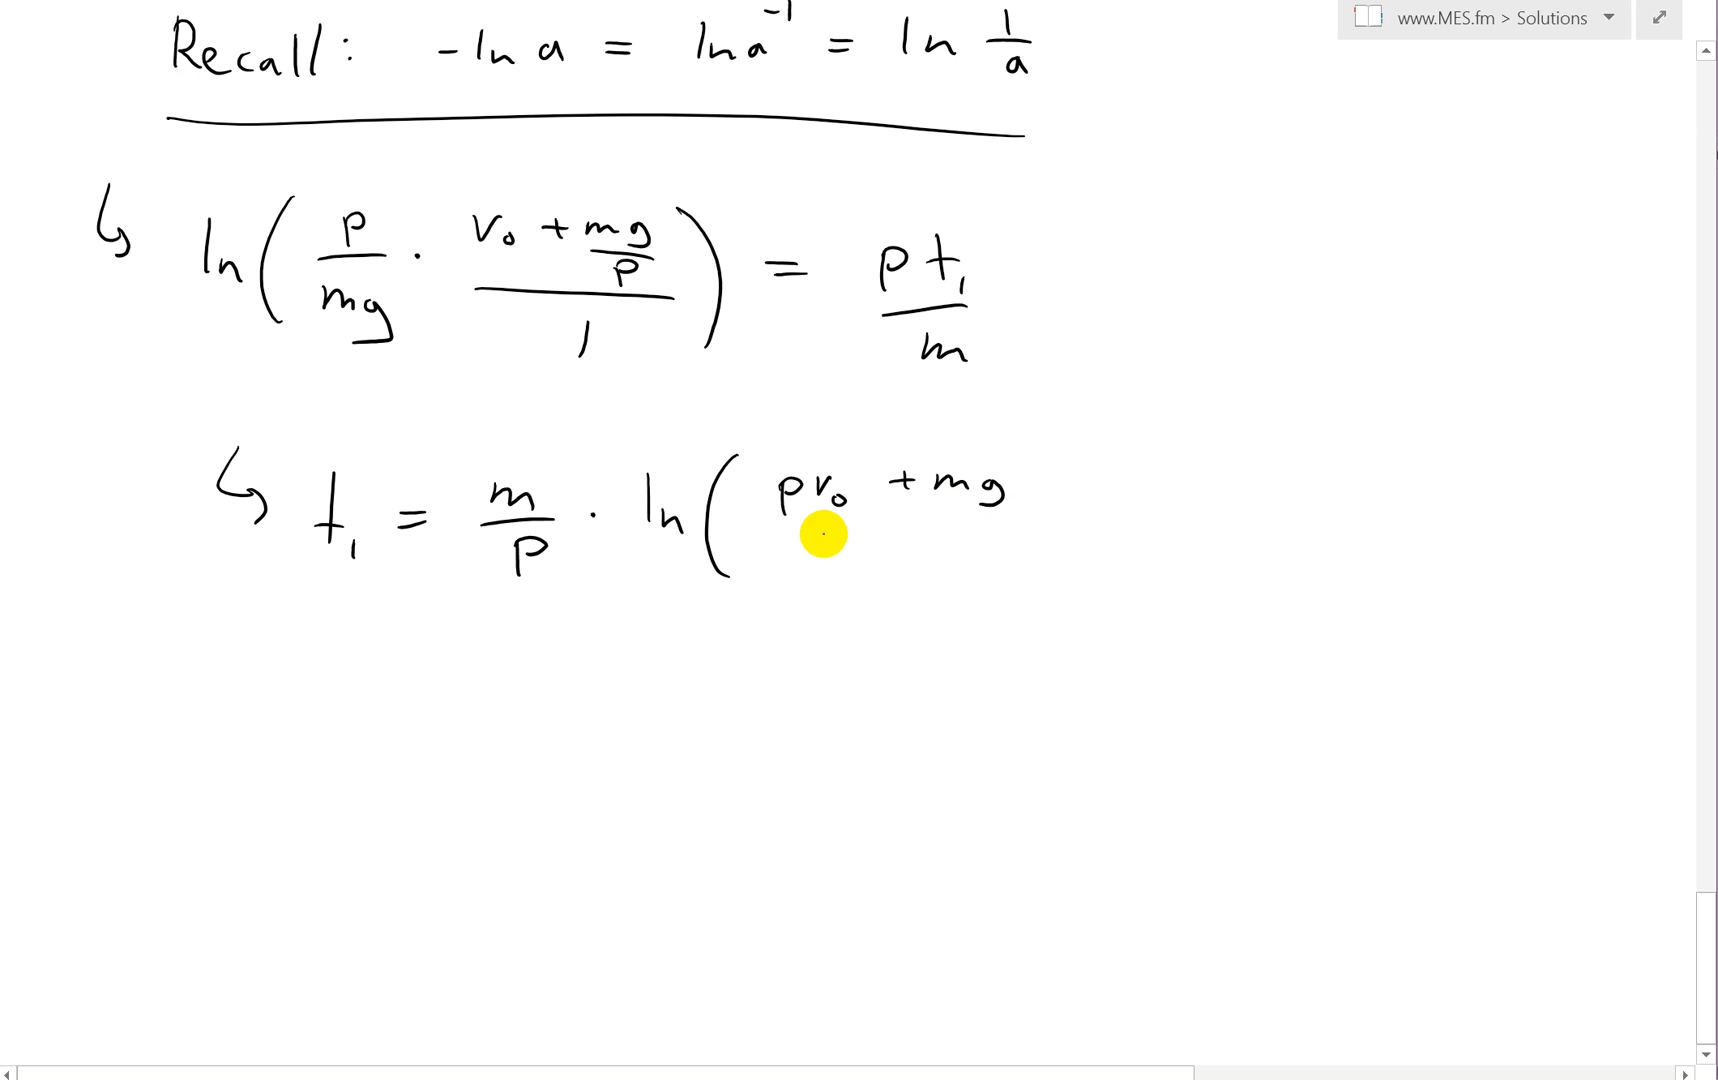 www.MES.fm > Solutions
Recall: -ln a = ln a⁻¹ = ln 1/a
ln( p/mg · (v₀ + mg/p)/1 ) = pt₁/m
t₁ = m/p · ln( pv₀ + mg